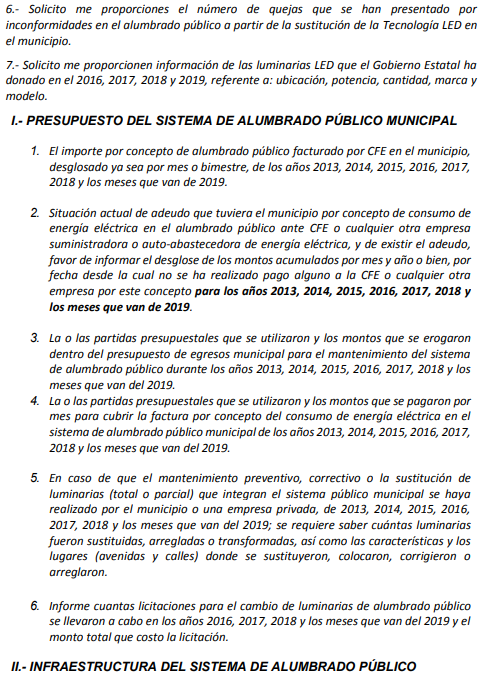 6.- Solicito me proporciones el número de quejas que se han presentado por
inconformidades en el alumbrado público a partir de la sustitución de la Tecnología LED en
el municipio.
7.- Solicito me proporcionen información de las luminarias LED que el Gobierno Estatal ha
donado en el 2016, 2017, 2018 y 2019, referente a: ubicación, potencia, cantidad, marca y
modelo.
I.- PRESUPUESTO DEL SISTEMA DE ALUMBRADO PÚBLICO MUNICIPAL
1. El importe por concepto de alumbrado público facturado por CFE en el municipio,
desglosado ya sea por mes o bimestre, de los años 2013, 2014, 2015, 2016, 2017,
2018 y los meses que van de 2019.
2. Situación actual de adeudo que tuviera el municipio por concepto de consumo de
energía eléctrica en el alumbrado público ante CFE o cualquier otra empresa
suministradora o auto-abastecedora de energía eléctrica, y de existir el adeudo,
favor de informar el desglose de los montos acumulados por mes y año o bien, por
fecha desde la cual no se ha realizado pago alguno a la CFE o cualquier otra
empresa por este concepto para los años 2013, 2014, 2015, 2016, 2017, 2018 y
los meses que van de 2019.
3. La o las partidas presupuestales que se utilizaron y los montos que se erogaron
dentro del presupuesto de egresos municipal para el mantenimiento del sistema
de alumbrado público durante los años 2013, 2014, 2015, 2016, 2017, 2018 y los
meses que van del 2019.
4. La o las partidas presupuestales que se utilizaron y los montos que se pagaron por
mes para cubrir la factura por concepto del consumo de energía eléctrica en el
sistema de alumbrado público municipal de los años 2013, 2014, 2015, 2016, 2017,
2018 y los meses que van del 2019.
5. En caso de que el mantenimiento preventivo, correctivo o la sustitución de
luminarias (total o parcial) que integran el sistema público municipal se haya
realizado por el municipio o una empresa privada, de 2013, 2014, 2015, 2016,
2017, 2018 y los meses que van del 2019; se requiere saber cuántas luminarias
fueron sustituidas, arregladas o transformadas, así como las características y los
lugares (avenidas y calles) donde se sustituyeron, colocaron, corrigieron o
arreglaron.
6. Informe cuantas licitaciones para el cambio de luminarias de alumbrado público
se llevaron a cabo en los años 2016, 2017, 2018 y los meses que van del 2019 y el
monto total que costo la licitación.
II.- INFRAESTRUCTURA DEL SISTEMA DE ALUMBRADO PÚBLICO